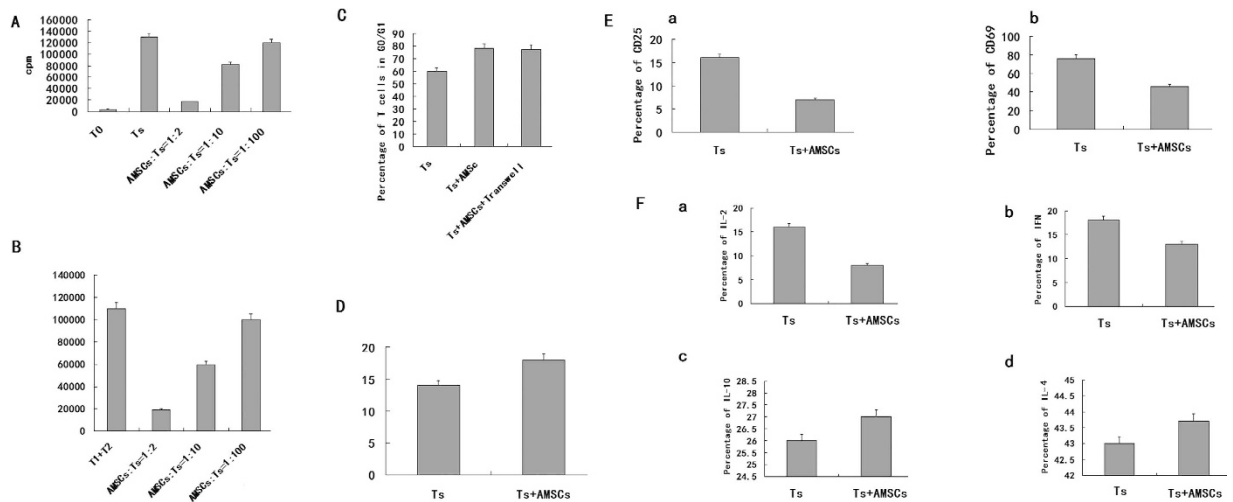 A
cpm
160000
140000
120000
100000
80000
60000
40000
20000
0
T0
Ts
AMSCs:Ts=1:2
AMSCs:Ts=1:10
AMSCs:Ts=1:100
B
140000
120000
100000
80000
60000
40000
20000
0
T1+T2
AMSCs:Ts=1:2
AMSCs:Ts=1:10
AMSCs:Ts=1:100
C
Percentage of T cells in G0/G1
90
80
70
60
50
40
30
20
10
0
Ts
Ts+AMSc
Ts+AMSCs+Transwell
D
20
15
10
5
0
Ts
Ts+AMSCs
E
a
Percentage of CD25
20
15
10
5
0
Ts
Ts+AMSCs
b
Percentage of CD69
100
80
60
40
20
0
Ts
Ts+AMSCs
F
a
Percentage of IL-2
20
15
10
5
0
Ts
Ts+AMSCs
b
Percentage of IFN
20
15
10
5
0
Ts
Ts+AMSCs
c
Percentage of IL-10
28.5
28
27.5
27
26.5
26
25.5
25
24.5
Ts
Ts+AMSCs
d
Percentage of IL-4
45
44.5
44
43.5
43
42.5
42
Ts
Ts+AMSCs